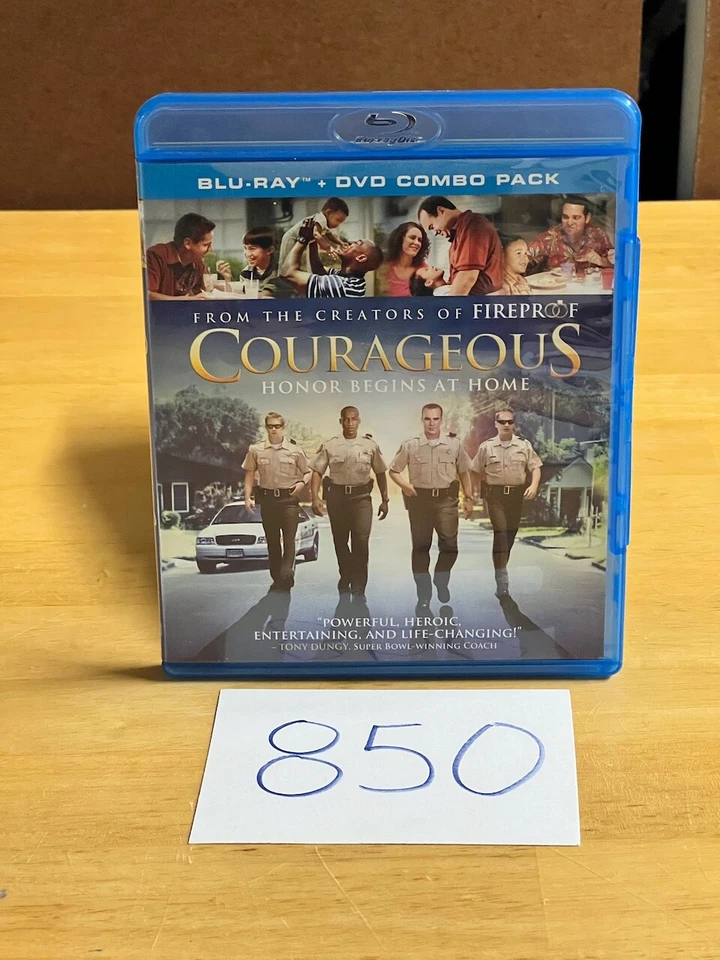 Blu-ray Disc
BLU-RAY™ + DVD COMBO PACK
FROM THE CREATORS OF FIREPROOF
COURAGEOUS
HONOR BEGINS AT HOME
"POWERFUL, HEROIC,
ENTERTAINING, AND LIFE-CHANGING!"
– TONY DUNGY, SUPER BOWL-WINNING COACH
850